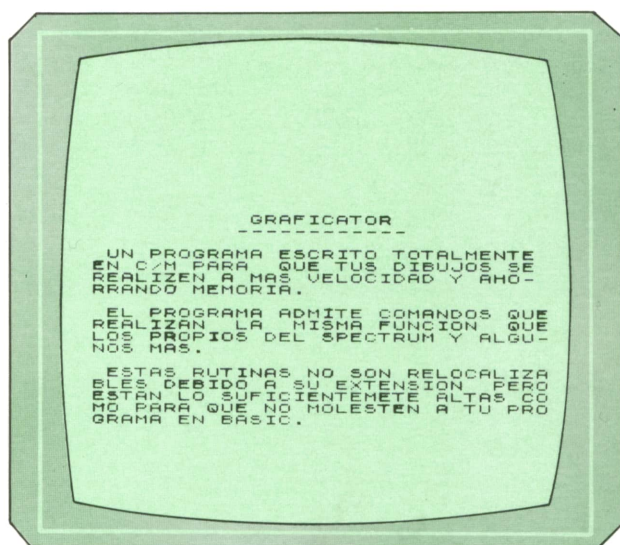 GRAFICATOR
-------------
UN PROGRAMA ESCRITO TOTALMENTE
EN C/M PARA QUE TUS DIBUJOS SE
REALIZEN A MAS VELOCIDAD Y AHO-
RRANDO MEMORIA.
EL PROGRAMA ADMITE COMANDOS QUE
REALIZAN LA MISMA FUNCION QUE
LOS PROPIOS DEL SPECTRUM Y ALGU-
NOS MAS.
ESTAS RUTINAS NO SON RELOCALIZA
BLES DEBIDO A SU EXTENSION PERO
ESTAN LO SUFICIENTEMETE ALTAS CO
MO PARA QUE NO MOLESTEN A TU PRO
GRAMA EN BASIC.